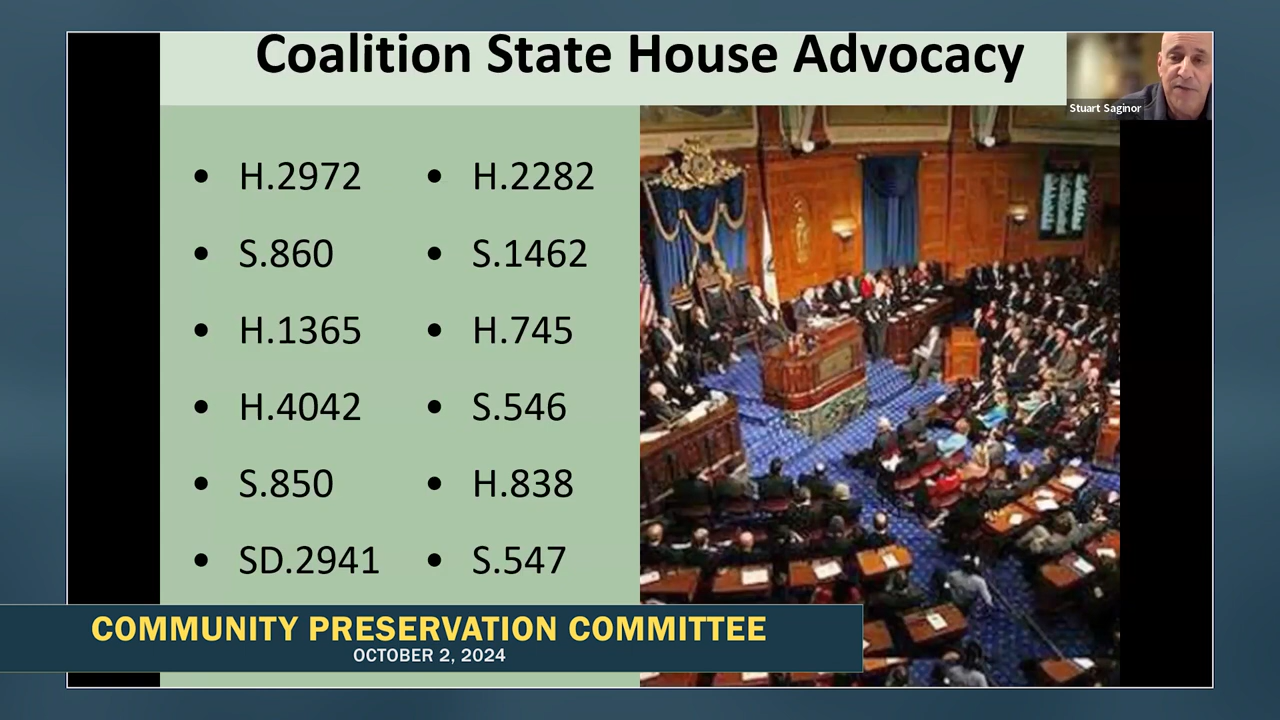 Coalition State House Advocacy
Stuart Saginor
• H.2972
• S.860
• H.1365
• H.4042
• S.850
• SD.2941
• H.2282
• S.1462
• H.745
• S.546
• H.838
• S.547
COMMUNITY PRESERVATION COMMITTEE
OCTOBER 2, 2024